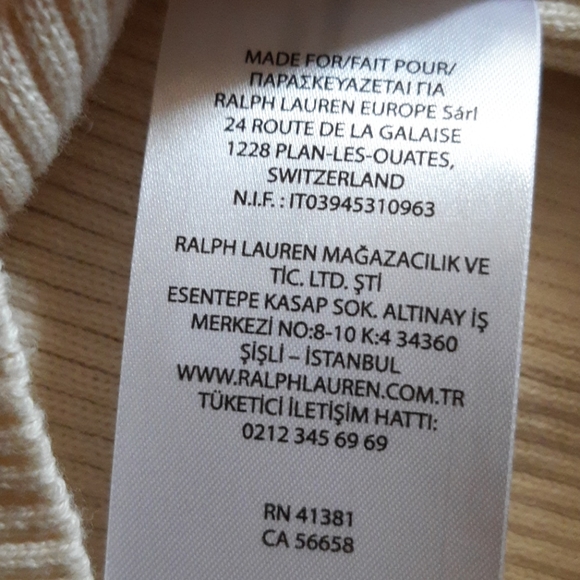 MADE FOR/FAIT POUR/
ΠΑΡΑΣΚΕΥΑΖΕΤΑΙ ΓΙΑ
RALPH LAUREN EUROPE Sárl
24 ROUTE DE LA GALAISE
1228 PLAN-LES-OUATES,
SWITZERLAND
N.I.F. : IT03945310963
RALPH LAUREN MAĞAZACILIK VE
TİC. LTD. ŞTİ
ESENTEPE KASAP SOK. ALTINAY İŞ
MERKEZİ NO:8-10 K:4 34360
ŞİŞLİ – İSTANBUL
WWW.RALPHLAUREN.COM.TR
TÜKETİCİ İLETİŞİM HATTI:
0212 345 69 69
RN 41381
CA 56658